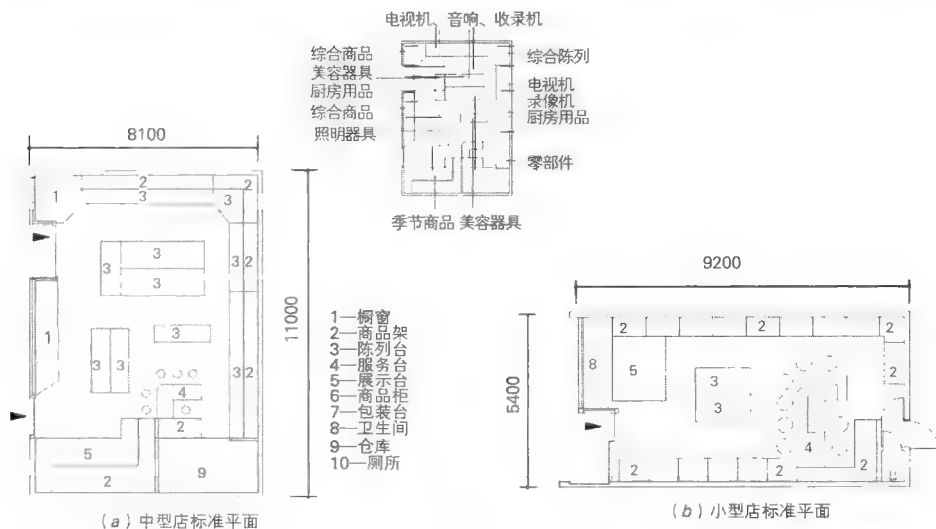 电视机、音响、收录机
综合商品
美容器具
厨房用品
综合商品
照明器具
综合陈列
电视机
录像机
厨房用品
零部件
季节商品 美容器具
8100
11000
1
2
2
3
3
3
3
3
3
2
1
3
3
3
3
2
4
2
5
2
9
1—橱窗
2—商品架
3—陈列台
4—服务台
5—展示台
6—商品柜
7—包装台
8—卫生间
9—仓库
10—厕所
9200
5400
2
2
2
8
5
3
3
2
4
2
2
2
(a) 中型店标准平面
(b) 小型店标准平面